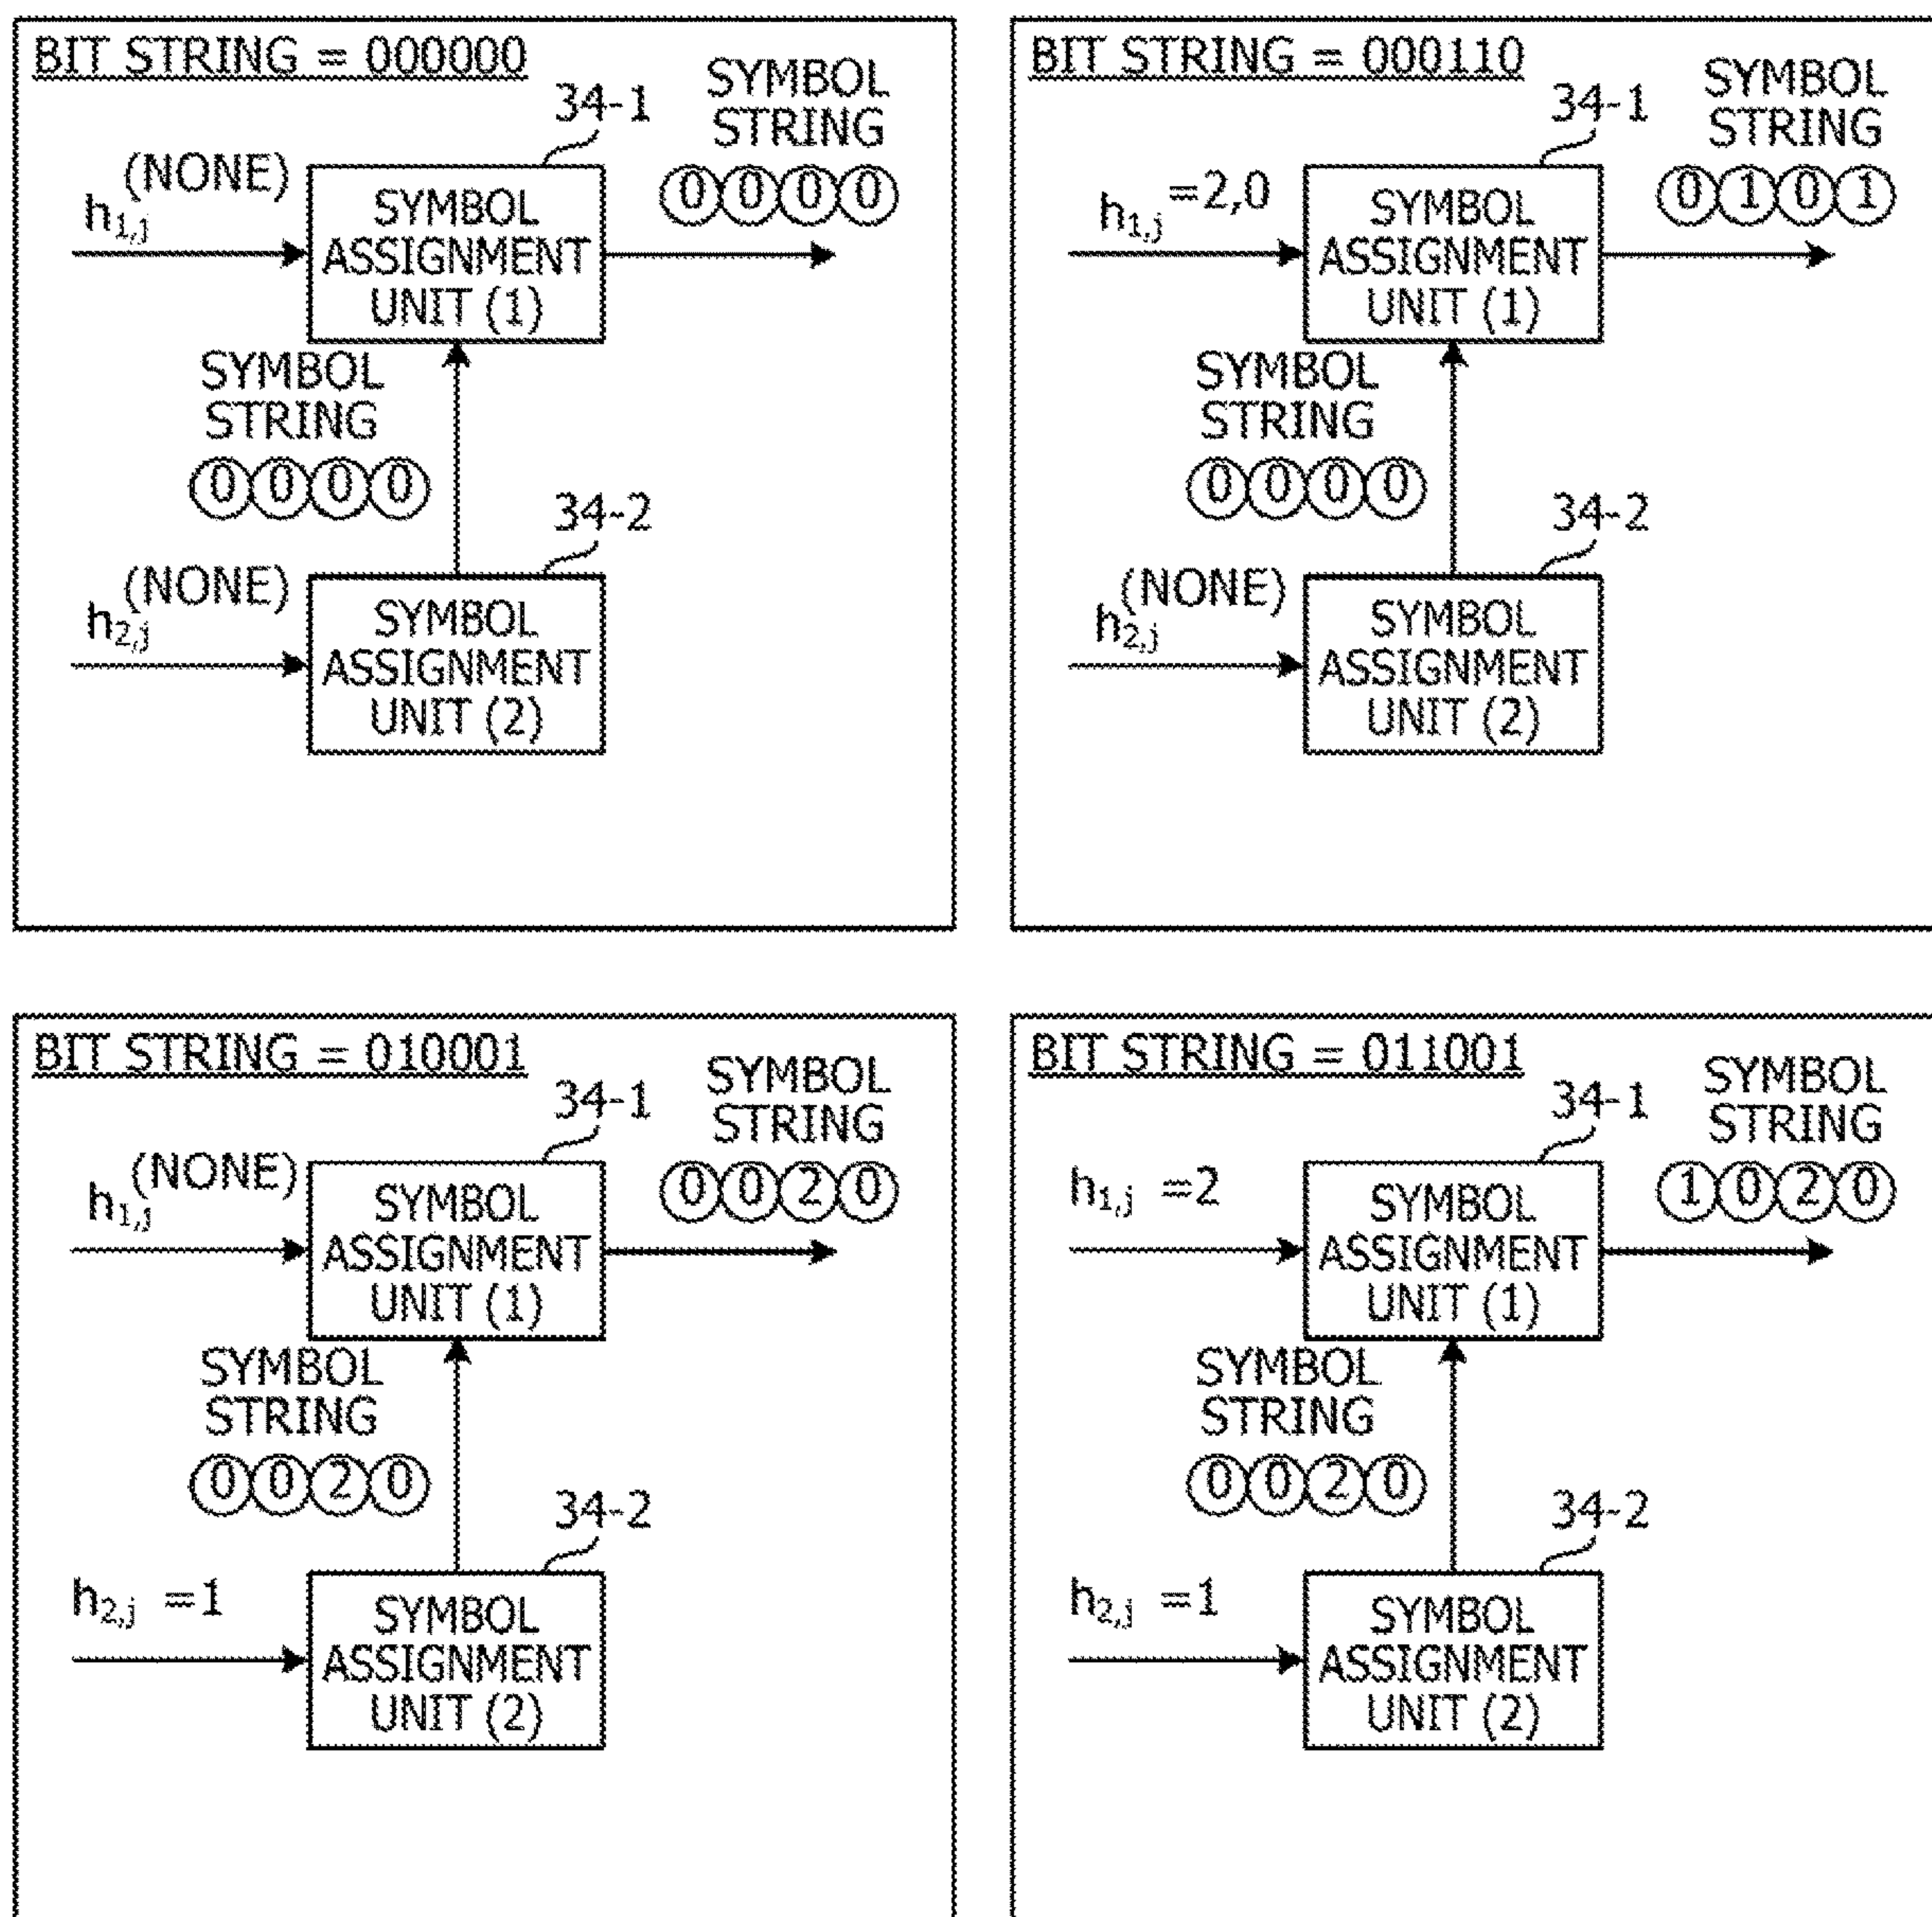 BIT STRING = 000000
34-1
SYMBOL
STRING
0 0 0 0
(NONE)
h1,j
SYMBOL
ASSIGNMENT
UNIT (1)
SYMBOL
STRING
0 0 0 0
34-2
(NONE)
h2,j
SYMBOL
ASSIGNMENT
UNIT (2)
BIT STRING = 000110
34-1
SYMBOL
STRING
0 1 0 1
h1,j =2,0
SYMBOL
ASSIGNMENT
UNIT (1)
SYMBOL
STRING
0 0 0 0
34-2
(NONE)
h2,j
SYMBOL
ASSIGNMENT
UNIT (2)
BIT STRING = 010001
34-1
SYMBOL
STRING
0 0 2 0
(NONE)
h1,j
SYMBOL
ASSIGNMENT
UNIT (1)
SYMBOL
STRING
0 0 2 0
34-2
h2,j =1
SYMBOL
ASSIGNMENT
UNIT (2)
BIT STRING = 011001
34-1
SYMBOL
STRING
1 0 2 0
h1,j =2
SYMBOL
ASSIGNMENT
UNIT (1)
SYMBOL
STRING
0 0 2 0
34-2
h2,j =1
SYMBOL
ASSIGNMENT
UNIT (2)